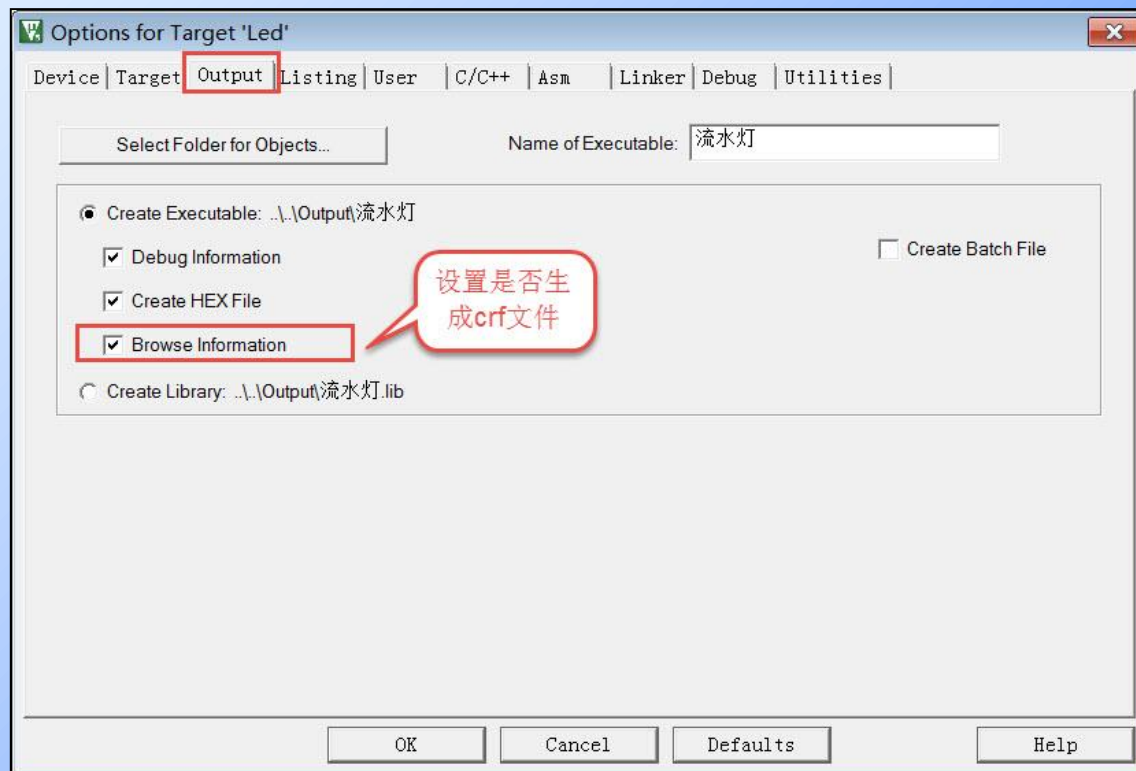 Options for Target 'Led'
Device Target Output Listing User C/C++ Asm Linker Debug Utilities
Select Folder for Objects... Name of Executable: 流水灯
Create Executable: ..\..\Output\流水灯
Debug Information Create Batch File
Create HEX File
Browse Information
设置是否生
成crf文件
Create Library: ..\..\Output\流水灯.lib
OK Cancel Defaults Help